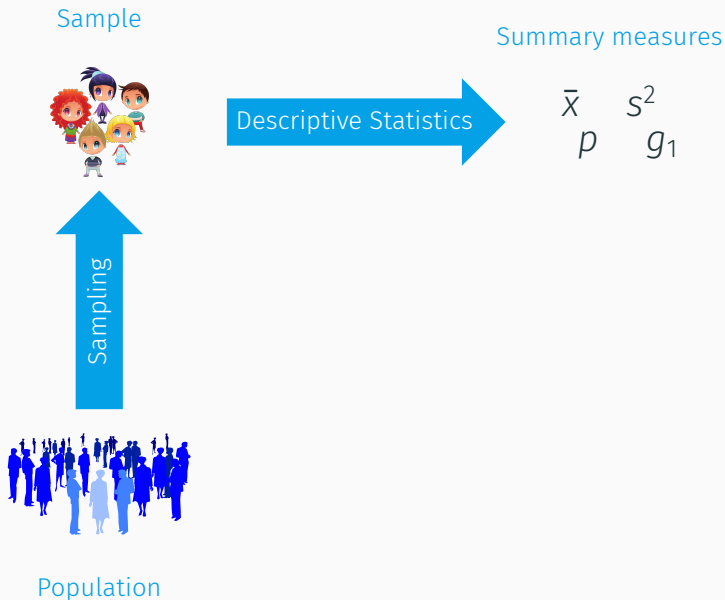 Sample
Summary measures
Descriptive Statistics
x̄ s²
p g₁
Sampling
Population